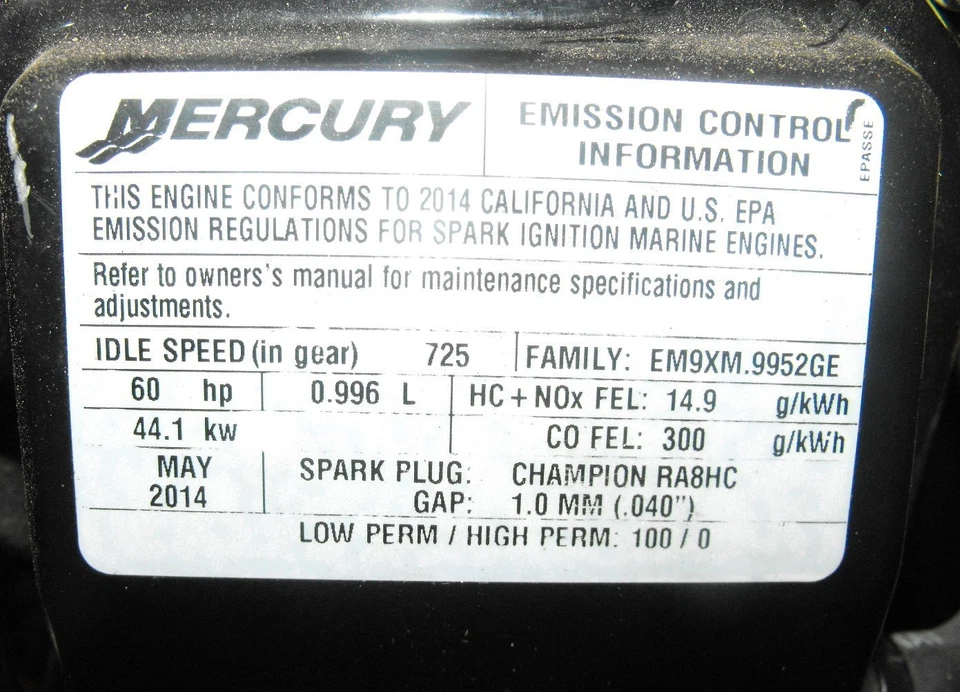 MERCURY
EMISSION CONTROL
INFORMATION
EPASSE
THIS ENGINE CONFORMS TO 2014 CALIFORNIA AND U.S. EPA
EMISSION REGULATIONS FOR SPARK IGNITION MARINE ENGINES.
Refer to owners's manual for maintenance specifications and
adjustments.
IDLE SPEED (in gear) 725 FAMILY: EM9XM.9952GE
60 hp 0.996 L HC + NOx FEL: 14.9 g/kWh
44.1 kw CO FEL: 300 g/kWh
MAY SPARK PLUG: CHAMPION RA8HC
2014 GAP: 1.0 MM (.040")
LOW PERM / HIGH PERM: 100 / 0